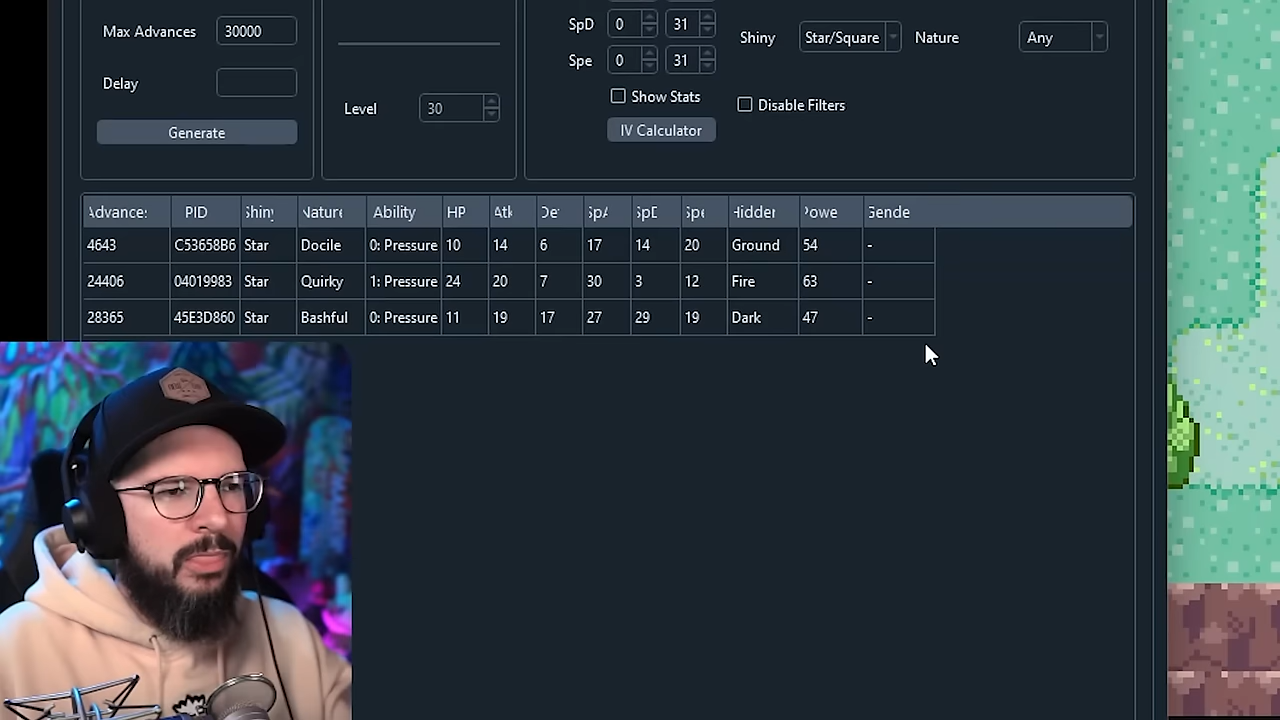 SpD 0 31
Max Advances 30000
Shiny Star/Square Nature Any
Spe 0 31
Delay
Show Stats
Level 30
Disable Filters
Generate
IV Calculator
Advance: PID Shiny Nature Ability HP Atk De SpA SpD Spe Hidden Powe Gende
4643 C53658B6 Star Docile 0: Pressure 10 14 6 17 14 20 Ground 54 -
24406 04019983 Star Quirky 1: Pressure 24 20 7 30 3 12 Fire 63 -
28365 45E3D860 Star Bashful 0: Pressure 11 19 17 27 29 19 Dark 47 -